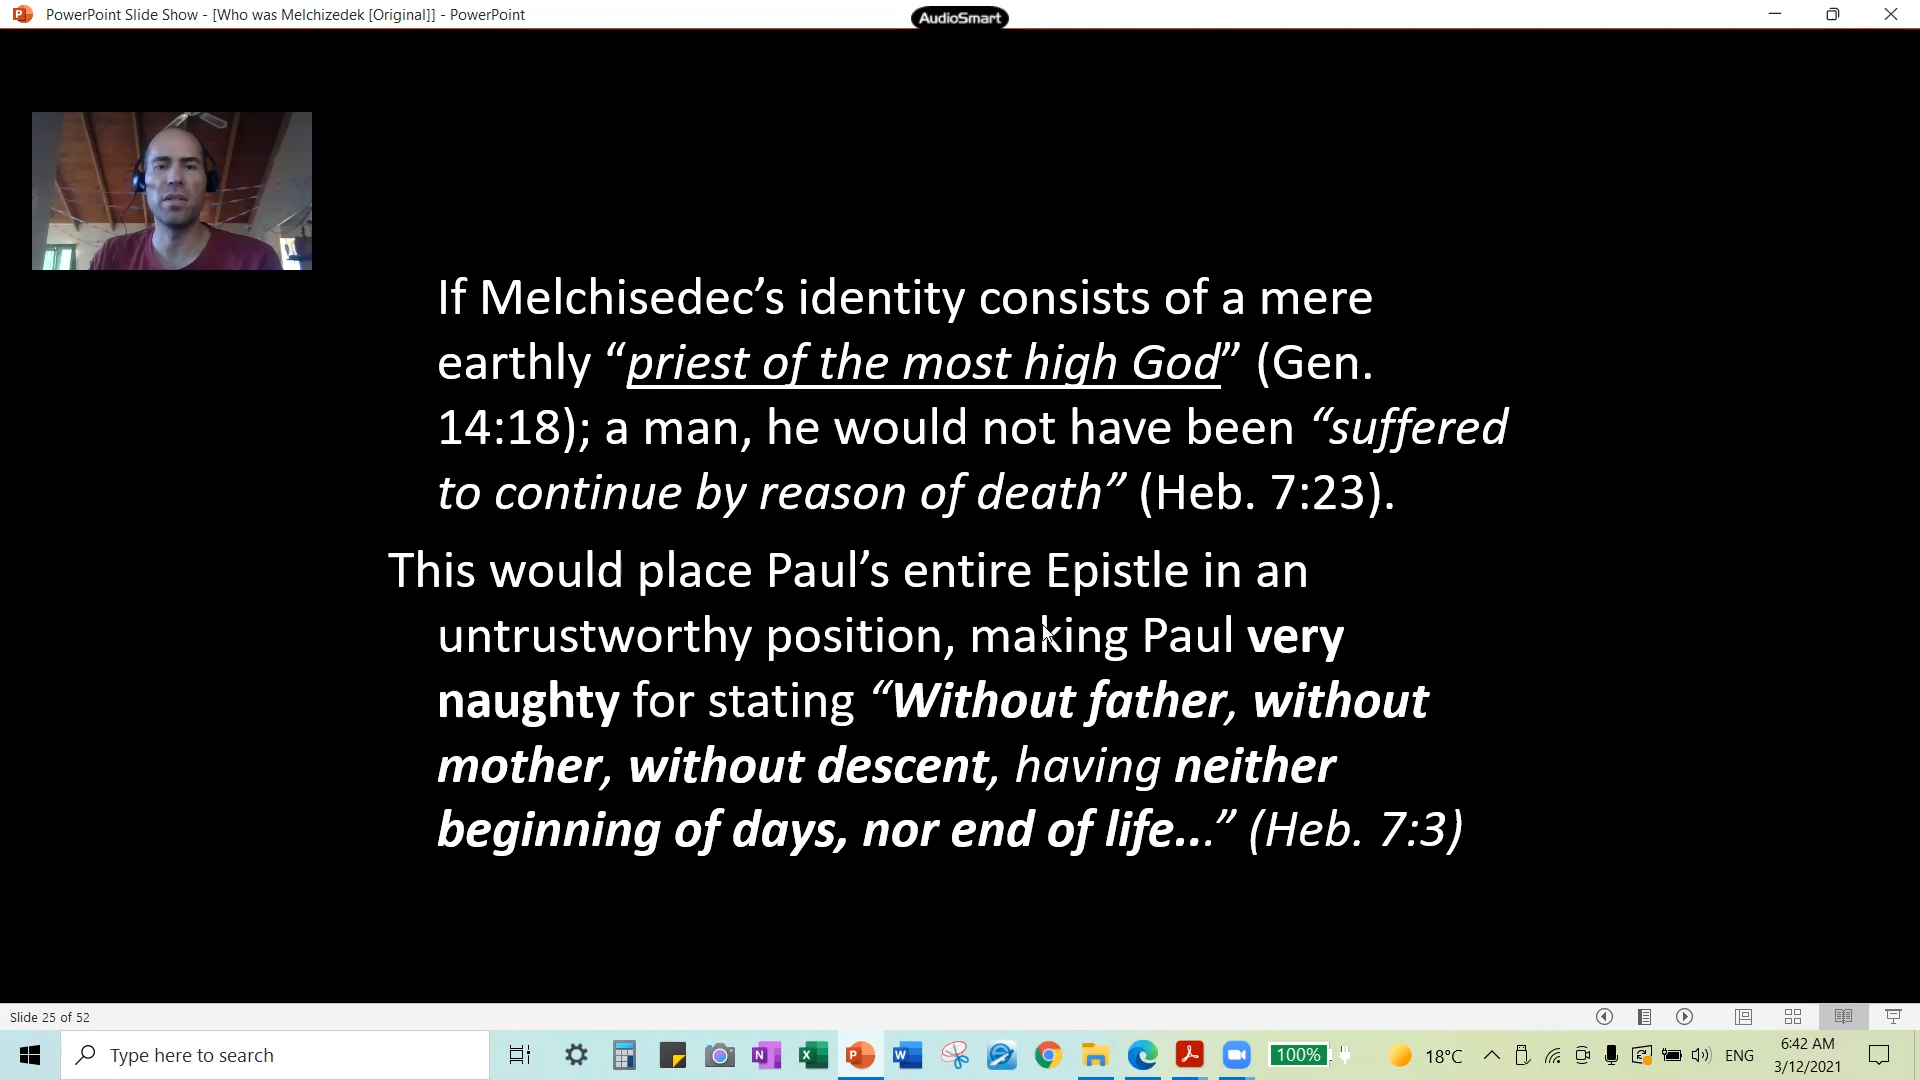 PowerPoint Slide Show - [Who was Melchizedek [Original]] - PowerPoint
AudioSmart
If Melchisedec’s identity consists of a mere
earthly “priest of the most high God” (Gen.
14:18); a man, he would not have been “suffered
to continue by reason of death” (Heb. 7:23).
This would place Paul’s entire Epistle in an
untrustworthy position, making Paul very
naughty for stating “Without father, without
mother, without descent, having neither
beginning of days, nor end of life...” (Heb. 7:3)
Slide 25 of 52
Type here to search
100%
18°C
ENG
6:42 AM
3/12/2021